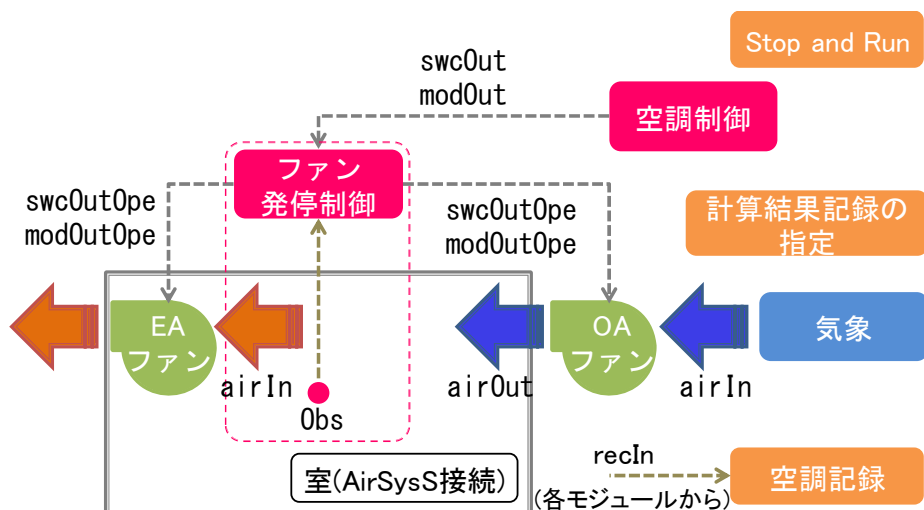 Stop and Run
swcOut
modOut
空調制御
ファン
発停制御
swcOutOpe
modOutOpe
swcOutOpe
modOutOpe
計算結果記録の
指定
EA
ファン
OA
ファン
気象
airIn
airOut
airIn
Obs
室(AirSysS接続)
recIn
(各モジュールから)
空調記録